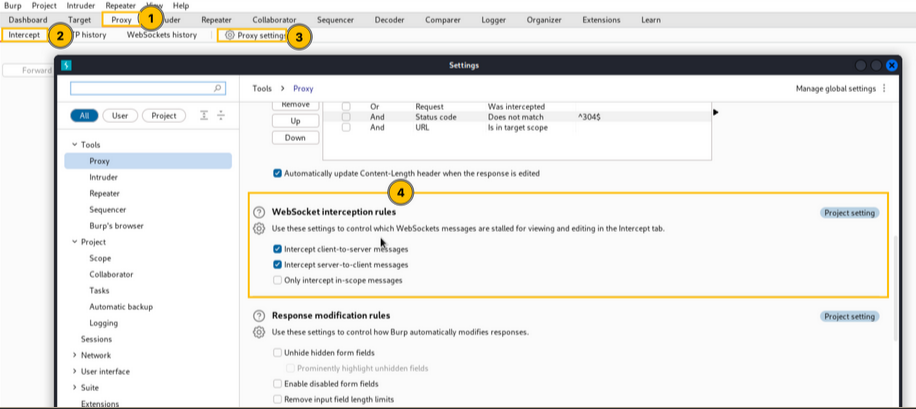 Burp Project Intruder Repeater View Help
Dashboard Target Proxy 1 uder Repeater Collaborator Sequencer Decoder Comparer Logger Organizer Extensions Learn
Intercept 2 TP history WebSockets history Proxy setting 3
Forward
Settings
Tools > Proxy Manage global settings
All User Project
Tools
Proxy
Intruder
Repeater
Sequencer
Burp's browser
Project
Scope
Collaborator
Tasks
Automatic backup
Logging
Sessions
Network
User interface
Suite
Extensions
Remove Or Request Was intercepted
Up And Status code Does not match ^304$
And URL Is in target scope
Down
Automatically update Content-Length header when the response is edited
4
WebSocket interception rules Project setting
Use these settings to control which WebSockets messages are stalled for viewing and editing in the Intercept tab.
Intercept client-to-server messages
Intercept server-to-client messages
Only intercept in-scope messages
Response modification rules Project setting
Use these settings to control how Burp automatically modifies responses.
Unhide hidden form fields
Prominently highlight unhidden fields
Enable disabled form fields
Remove input field length limits